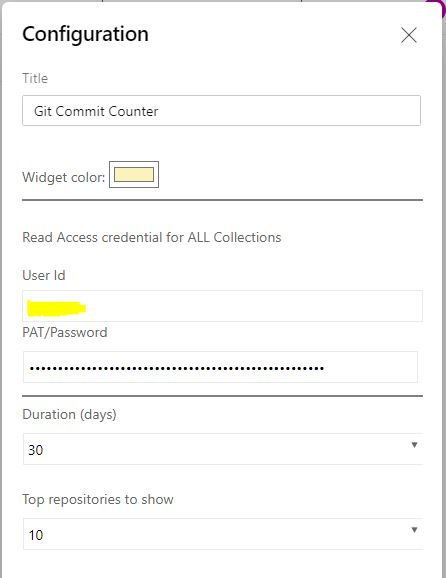 Configuration
Title
Git Commit Counter
Widget color:
Read Access credential for ALL Collections
User Id
PAT/Password
••••••••••••••••••••••••••••••••••••••••••••••••••••
Duration (days)
30
Top repositories to show
10